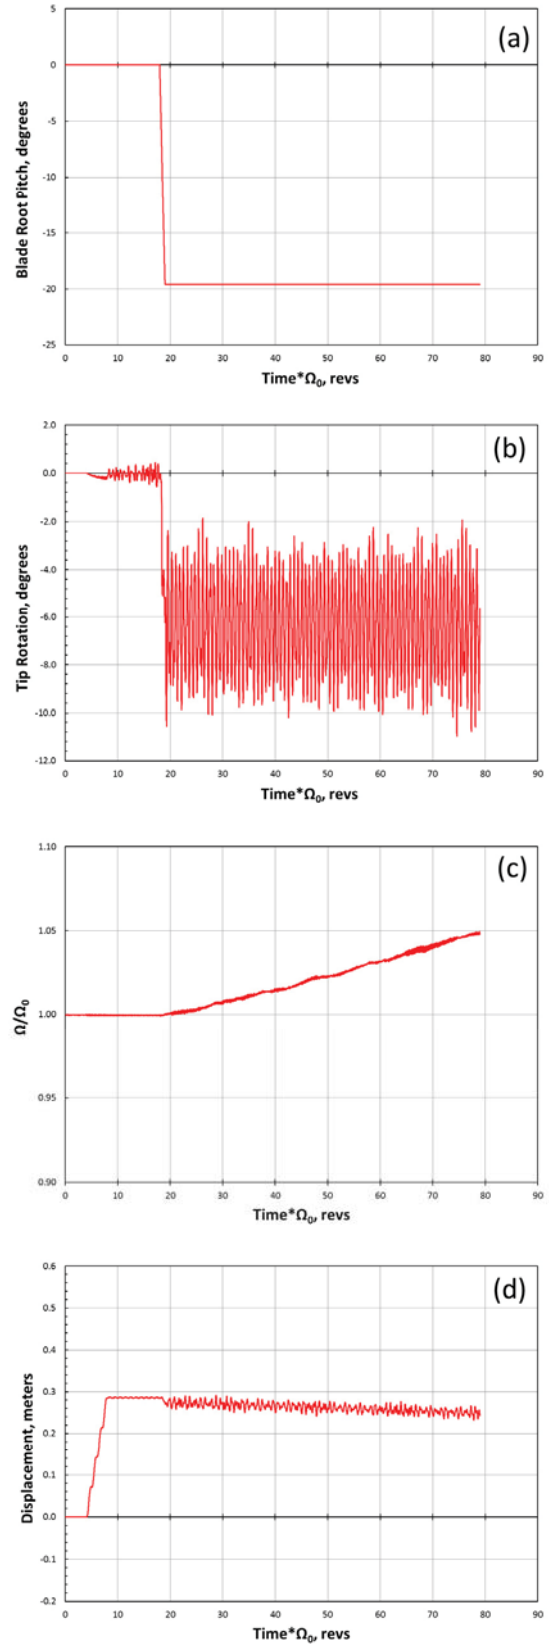 (a)
5
0
-5
-10
-15
-20
-25
Blade Root Pitch, degrees
0 10 20 30 40 50 60 70 80 90
Time*Ω₀, revs
(b)
2.0
0.0
-2.0
-4.0
-6.0
-8.0
-10.0
-12.0
Tip Rotation, degrees
0 10 20 30 40 50 60 70 80 90
Time*Ω₀, revs
(c)
1.10
1.05
1.00
0.95
0.90
Ω/Ω₀
0 10 20 30 40 50 60 70 80 90
Time*Ω₀, revs
(d)
0.6
0.5
0.4
0.3
0.2
0.1
0.0
-0.1
-0.2
Displacement, meters
0 10 20 30 40 50 60 70 80 90
Time*Ω₀, revs